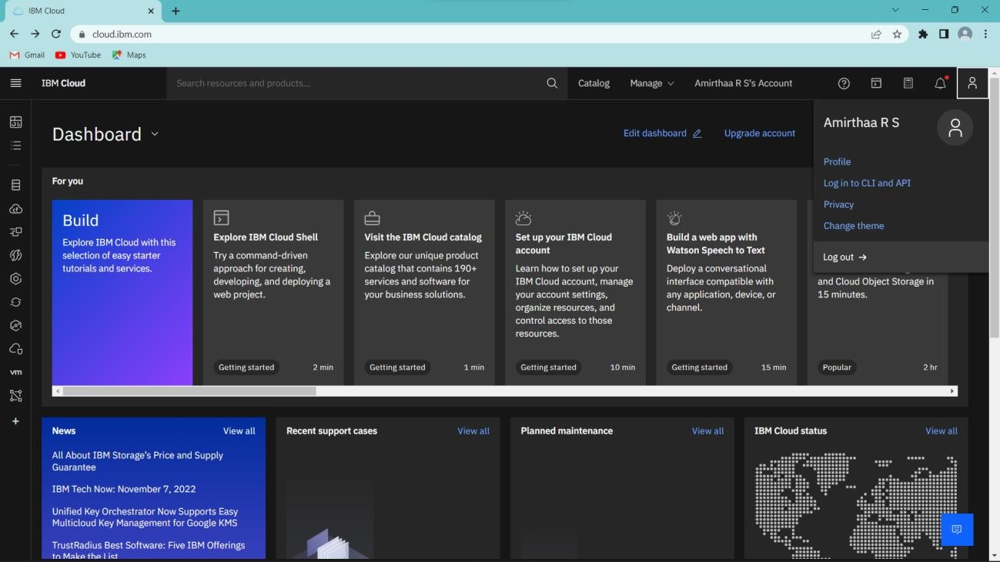 IBM Cloud
cloud.ibm.com
Gmail YouTube Maps
IBM Cloud Search resources and products... Catalog Manage Amirthaa R S's Account
Dashboard
Edit dashboard Upgrade account
Amirthaa R S
Profile
Log in to CLI and API
Privacy
Change theme
Log out →
For you
Build
Explore IBM Cloud with this
selection of easy starter
tutorials and services.
Explore IBM Cloud Shell
Try a command-driven
approach for creating,
developing, and deploying a
web project.
Getting started 2 min
Visit the IBM Cloud catalog
Explore our unique product
catalog that contains 190+
services and software for
your business solutions.
Getting started 1 min
Set up your IBM Cloud
account
Learn how to set up your
IBM Cloud account, manage
your account settings,
organize resources, and
control access to those
resources.
Getting started 10 min
Build a web app with
Watson Speech to Text
Deploy a conversational
interface compatible with
any application, device, or
channel.
Getting started 15 min
and Cloud Object Storage in
15 minutes.
Popular 2 hr
vm
News View all
All About IBM Storage’s Price and Supply
Guarantee
IBM Tech Now: November 7, 2022
Unified Key Orchestrator Now Supports Easy
Multicloud Key Management for Google KMS
TrustRadius Best Software: Five IBM Offerings
to Make the List
Recent support cases View all
Planned maintenance View all
IBM Cloud status View all